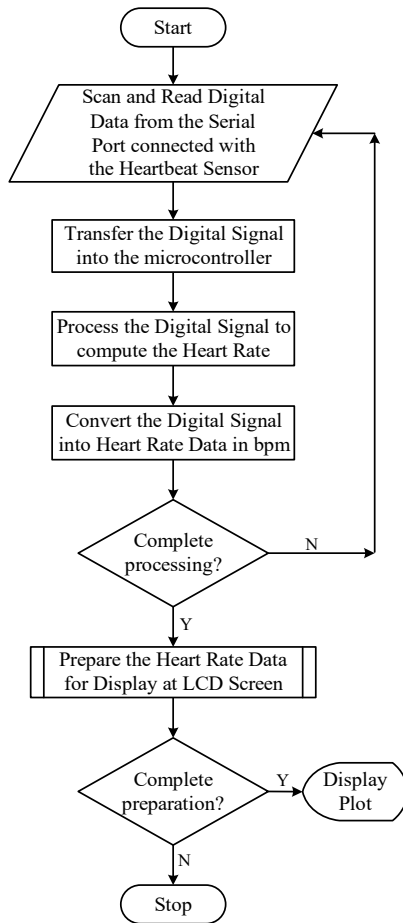 Start
Scan and Read Digital
Data from the Serial
Port connected with
the Heartbeat Sensor
Transfer the Digital Signal
into the microcontroller
Process the Digital Signal to
compute the Heart Rate
Convert the Digital Signal
into Heart Rate Data in bpm
Complete
processing?
N
Y
Prepare the Heart Rate Data
for Display at LCD Screen
Complete
preparation?
Y
Display
Plot
N
Stop